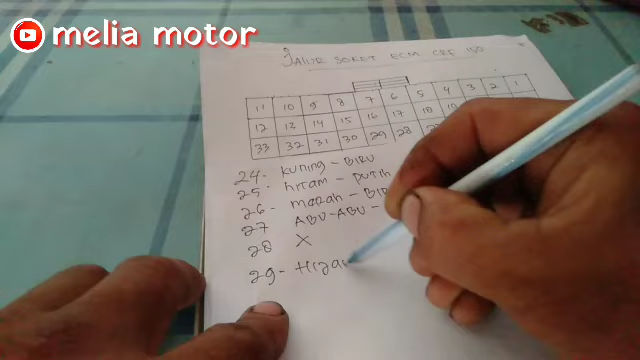 melia motor
JALUR SOKET ECM CRF 150
11 10 9 8 7 6 5 4 3 2 1
12 13 14 15 16 17 18 19
33 32 31 30 29 28
24- KUNING - BIRU
25- HITAM - PUTIH
26- MERAH - BIRU
27 ABU-ABU -
28 X
29-